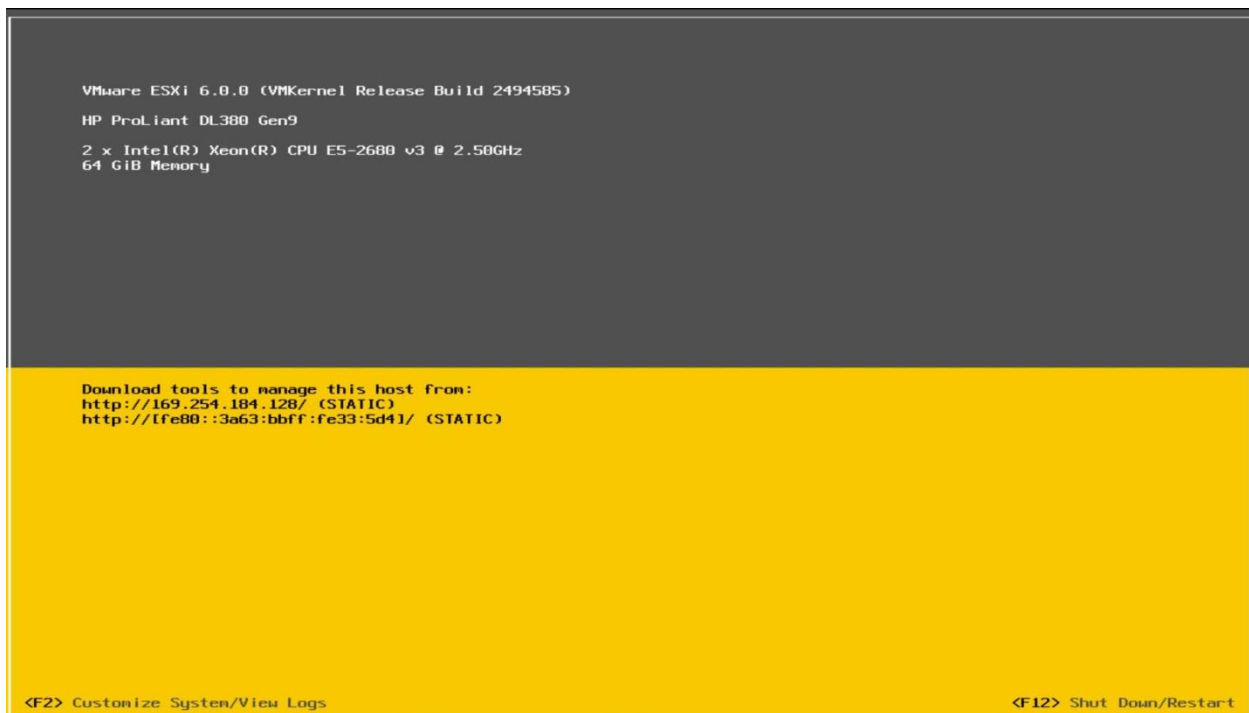 VMware ESXi 6.0.0 (VMKernel Release Build 2494585)
HP ProLiant DL380 Gen9
2 x Intel(R) Xeon(R) CPU E5-2680 v3 @ 2.50GHz
64 GiB Memory
Download tools to manage this host from:
http://169.254.184.128/ (STATIC)
http://[fe80::3a63:bbff:fe33:5d4]/ (STATIC)
<F2> Customize System/View Logs
<F12> Shut Down/Restart